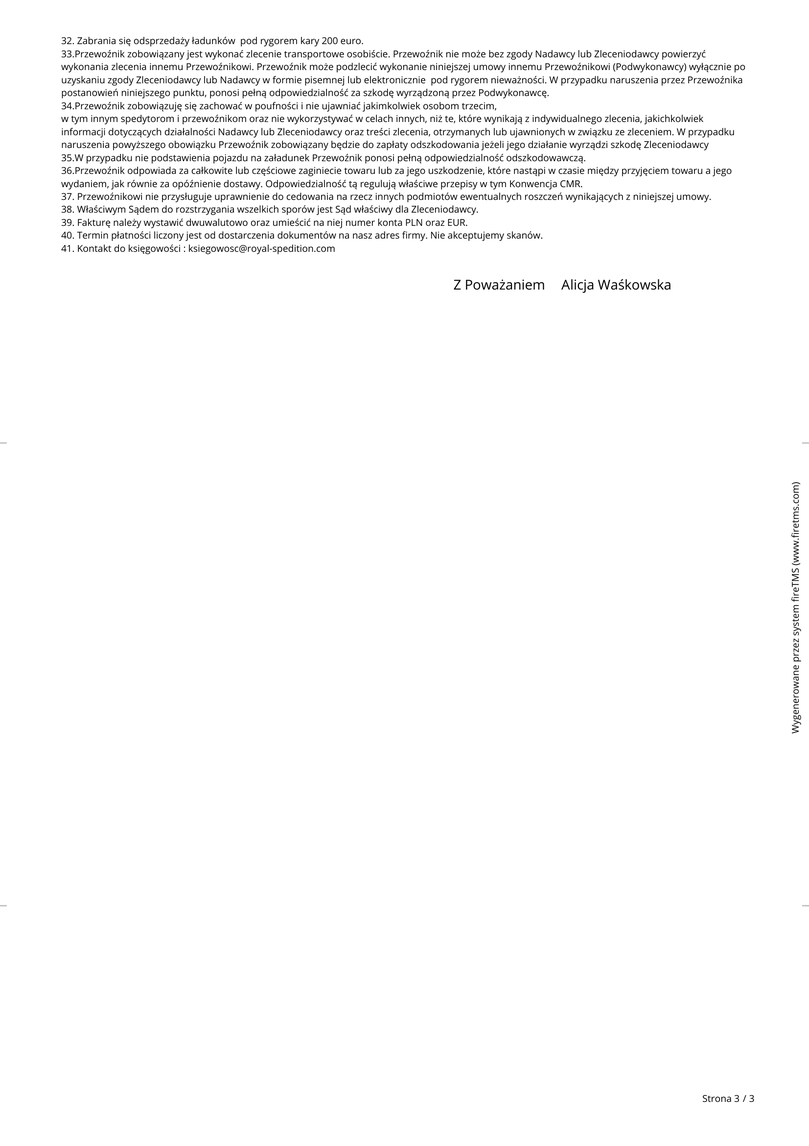 32. Zabrania się odsprzedaży ładunków  pod rygorem kary 200 euro.
33.Przewoźnik zobowiązany jest wykonać zlecenie transportowe osobiście. Przewoźnik nie może bez zgody Nadawcy lub Zleceniodawcy powierzyć
wykonania zlecenia innemu Przewoźnikowi. Przewoźnik może podzlecić wykonanie niniejszej umowy innemu Przewoźnikowi (Podwykonawcy) wyłącznie po
uzyskaniu zgody Zleceniodawcy lub Nadawcy w formie pisemnej lub elektronicznie  pod rygorem nieważności. W przypadku naruszenia przez Przewoźnika
postanowień niniejszego punktu, ponosi pełną odpowiedzialność za szkodę wyrządzoną przez Podwykonawcę.
34.Przewoźnik zobowiązuję się zachować w poufności i nie ujawniać jakimkolwiek osobom trzecim,
w tym innym spedytorom i przewoźnikom oraz nie wykorzystywać w celach innych, niż te, które wynikają z indywidualnego zlecenia, jakichkolwiek
informacji dotyczących działalności Nadawcy lub Zleceniodawcy oraz treści zlecenia, otrzymanych lub ujawnionych w związku ze zleceniem. W przypadku
naruszenia powyższego obowiązku Przewoźnik zobowiązany będzie do zapłaty odszkodowania jeżeli jego działanie wyrządzi szkodę Zleceniodawcy
35.W przypadku nie podstawienia pojazdu na załadunek Przewoźnik ponosi pełną odpowiedzialność odszkodowawczą.
36.Przewoźnik odpowiada za całkowite lub częściowe zaginiecie towaru lub za jego uszkodzenie, które nastąpi w czasie między przyjęciem towaru a jego
wydaniem, jak równie za opóźnienie dostawy. Odpowiedzialność tą regulują właściwe przepisy w tym Konwencja CMR.
37. Przewoźnikowi nie przysługuje uprawnienie do cedowania na rzecz innych podmiotów ewentualnych roszczeń wynikających z niniejszej umowy.
38. Właściwym Sądem do rozstrzygania wszelkich sporów jest Sąd właściwy dla Zleceniodawcy.
39. Fakturę należy wystawić dwuwalutowo oraz umieścić na niej numer konta PLN oraz EUR.
40. Termin płatności liczony jest od dostarczenia dokumentów na nasz adres firmy. Nie akceptujemy skanów.
41. Kontakt do księgowości : ksiegowosc@royal-spedition.com
Z Poważaniem    Alicja Waśkowska
Wygenerowane przez system fireTMS (www.firetms.com)
Strona 3 / 3